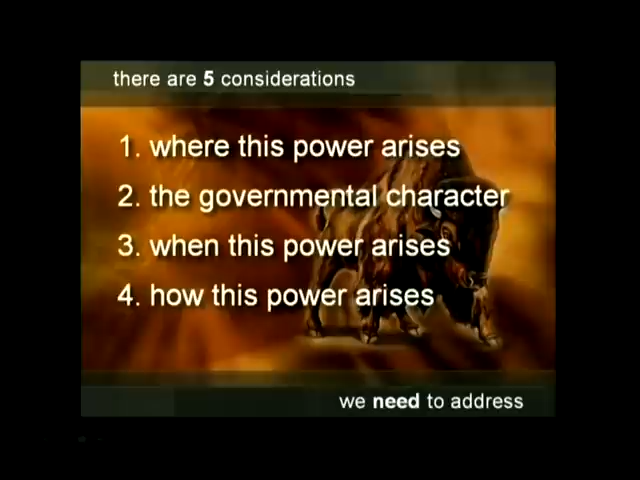 there are 5 considerations
1. where this power arises
2. the governmental character
3. when this power arises
4. how this power arises
we need to address